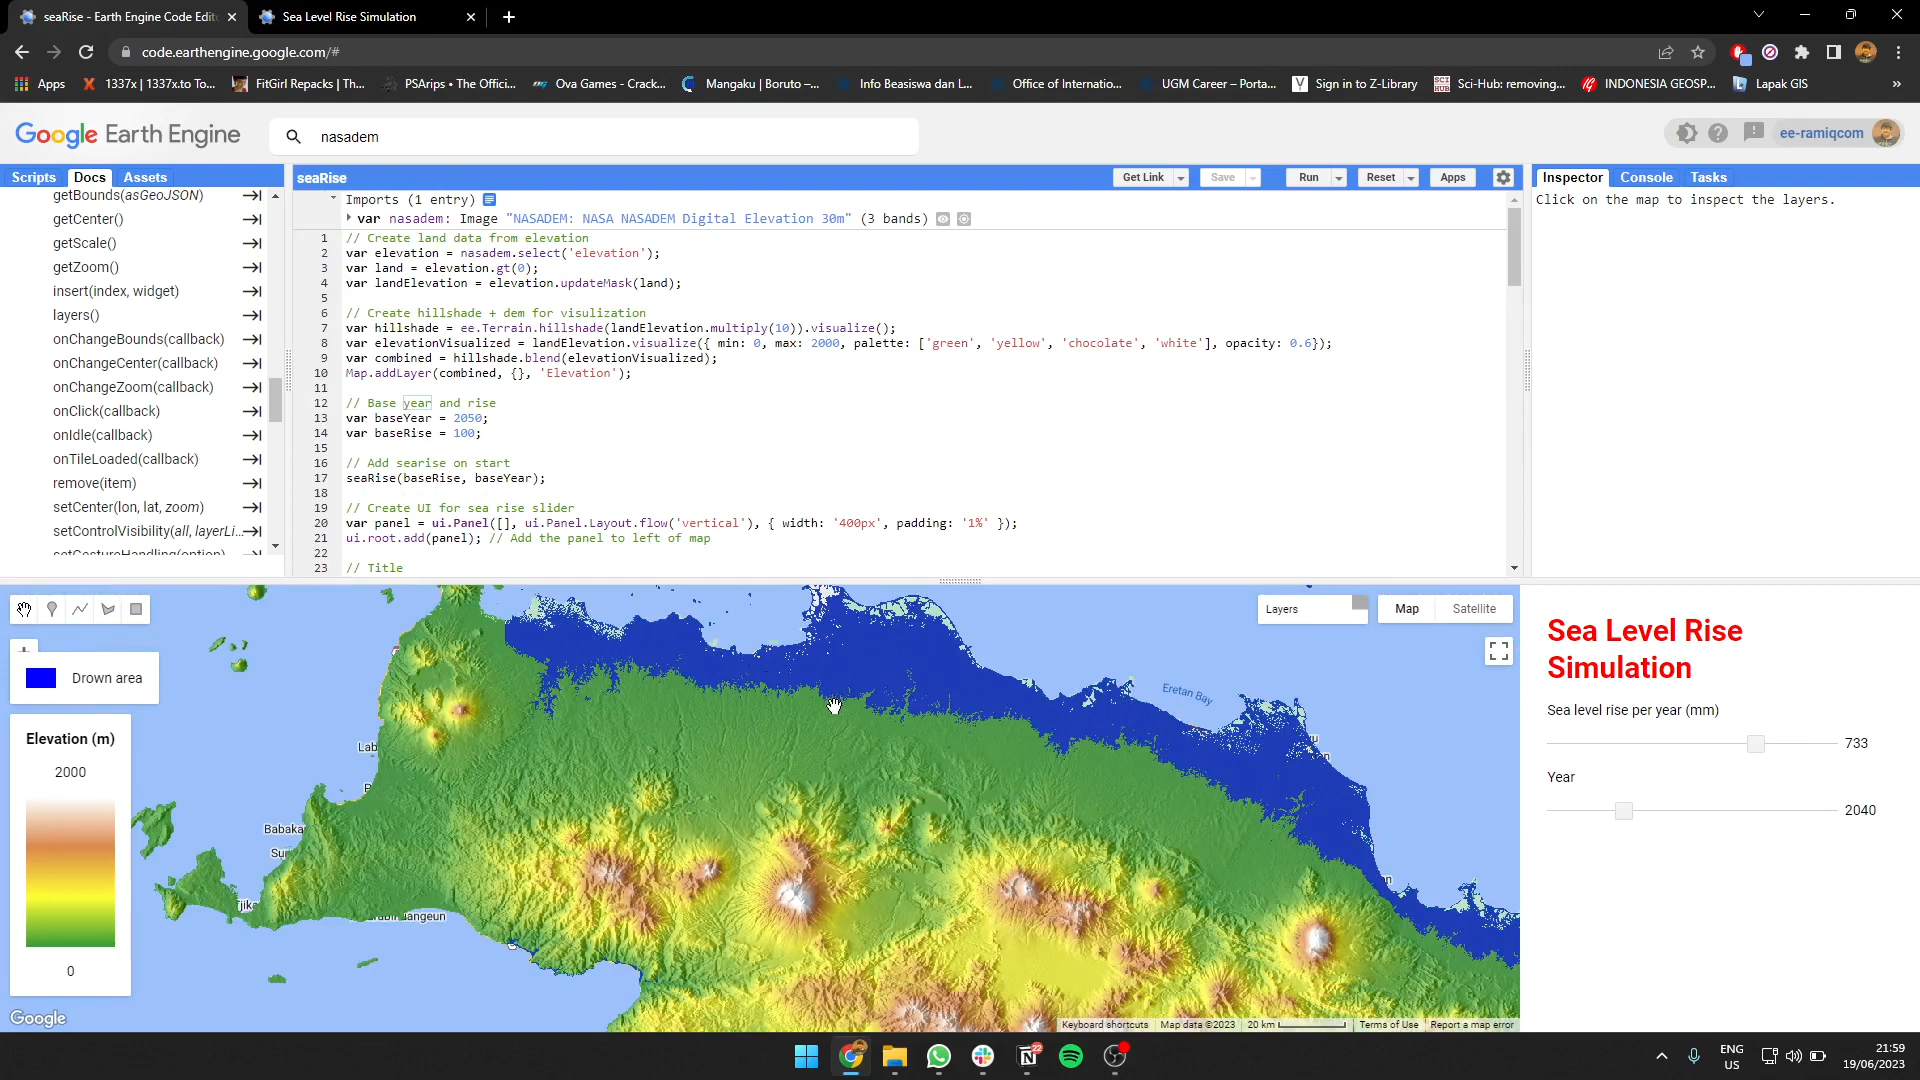 seaRise - Earth Engine Code Edit
Sea Level Rise Simulation
code.earthengine.google.com/#
Apps
1337x | 1337x.to To...
FitGirl Repacks | Th...
PSArips • The Offici...
Ova Games - Crack...
Mangaku | Boruto –...
Info Beasiswa dan L...
Office of Internatio...
UGM Career – Porta...
Sign in to Z-Library
Sci-Hub: removing...
INDONESIA GEOSP...
Lapak GIS
»
Google Earth Engine
nasadem
ee-ramiqcom
Scripts
Docs
Assets
getBounds(asGeoJSON)
getCenter()
getScale()
getZoom()
insert(index, widget)
layers()
onChangeBounds(callback)
onChangeCenter(callback)
onChangeZoom(callback)
onClick(callback)
onIdle(callback)
onTileLoaded(callback)
remove(item)
setCenter(lon, lat, zoom)
setControlVisibility(all, layerLi...
setGestureHandling(option)
seaRise
Get Link
Save
Run
Reset
Apps
Imports (1 entry)
var nasadem: Image "NASADEM: NASA NASADEM Digital Elevation 30m" (3 bands)
1 // Create land data from elevation
2 var elevation = nasadem.select('elevation');
3 var land = elevation.gt(0);
4 var landElevation = elevation.updateMask(land);
5
6 // Create hillshade + dem for visulization
7 var hillshade = ee.Terrain.hillshade(landElevation.multiply(10)).visualize();
8 var elevationVisualized = landElevation.visualize({ min: 0, max: 2000, palette: ['green', 'yellow', 'chocolate', 'white'], opacity: 0.6});
9 var combined = hillshade.blend(elevationVisualized);
10 Map.addLayer(combined, {}, 'Elevation');
11
12 // Base year and rise
13 var baseYear = 2050;
14 var baseRise = 100;
15
16 // Add searise on start
17 seaRise(baseRise, baseYear);
18
19 // Create UI for sea rise slider
20 var panel = ui.Panel([], ui.Panel.Layout.flow('vertical'), { width: '400px', padding: '1%' });
21 ui.root.add(panel); // Add the panel to left of map
22
23 // Title
Inspector
Console
Tasks
Click on the map to inspect the layers.
Layers
Map
Satellite
Drown area
Elevation (m)
2000
0
Lab
Babaka
Sur
Eretan Bay
Google
Keyboard shortcuts
Map data ©2023
20 km
Terms of Use
Report a map error
Sea Level Rise
Simulation
Sea level rise per year (mm)
733
Year
2040
22
ENG
US
21:59
19/06/2023